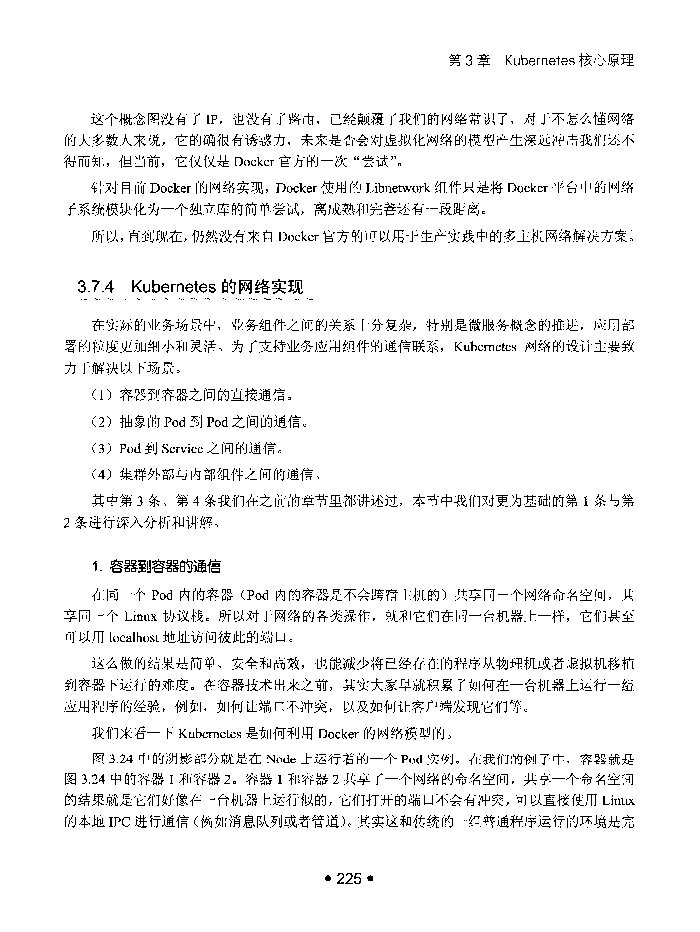 第 3 章 Kubernetes 核心原理
这个概念图没有了 IP，也没有了路由，已经颠覆了我们的网络常识了，对于不怎么懂网络
的大多数人来说，它的确很有诱惑力，未来是否会对虚拟化网络的模型产生深远冲击我们还不
得而知，但当前，它仅仅是 Docker 官方的一次“尝试”。
针对目前 Docker 的网络实现，Docker 使用的 Libnetwork 组件只是将 Docker 平台中的网络
子系统模块化为一个独立库的简单尝试，离成熟和完善还有一段距离。
所以，直到现在，仍然没有来自 Docker 官方的可以用于生产实践中的多主机网络解决方案。
3.7.4 Kubernetes 的网络实现
在实际的业务场景中，业务组件之间的关系十分复杂，特别是微服务概念的推进，应用部
署的粒度更加细小和灵活。为了支持业务应用组件的通信联系，Kubernetes 网络的设计主要致
力于解决以下场景。
（1）容器到容器之间的直接通信。
（2）抽象的 Pod 到 Pod 之间的通信。
（3）Pod 到 Service 之间的通信。
（4）集群外部与内部组件之间的通信。
其中第 3 条、第 4 条我们在之前的章节里都讲述过，本节中我们对更为基础的第 1 条与第
2 条进行深入分析和讲解。
1. 容器到容器的通信
在同一个 Pod 内的容器（Pod 内的容器是不会跨宿主机的）共享同一个网络命名空间，共
享同一个 Linux 协议栈。所以对于网络的各类操作，就和它们在同一台机器上一样，它们甚至
可以用 localhost 地址访问彼此的端口。
这么做的结果是简单、安全和高效，也能减少将已经存在的程序从物理机或者虚拟机移植
到容器下运行的难度。在容器技术出来之前，其实大家早就积累了如何在一台机器上运行一组
应用程序的经验，例如，如何让端口不冲突，以及如何让客户端发现它们等。
我们来看一下 Kubernetes 是如何利用 Docker 的网络模型的。
图 3.24 中的阴影部分就是在 Node 上运行着的一个 Pod 实例。在我们的例子中，容器就是
图 3.24 中的容器 1 和容器 2。容器 1 和容器 2 共享了一个网络的命名空间，共享一个命名空间
的结果就是它们好像在一台机器上运行似的，它们打开的端口不会有冲突，可以直接使用 Linux
的本地 IPC 进行通信（例如消息队列或者管道）。其实这和传统的一组普通程序运行的环境是完
• 225 •